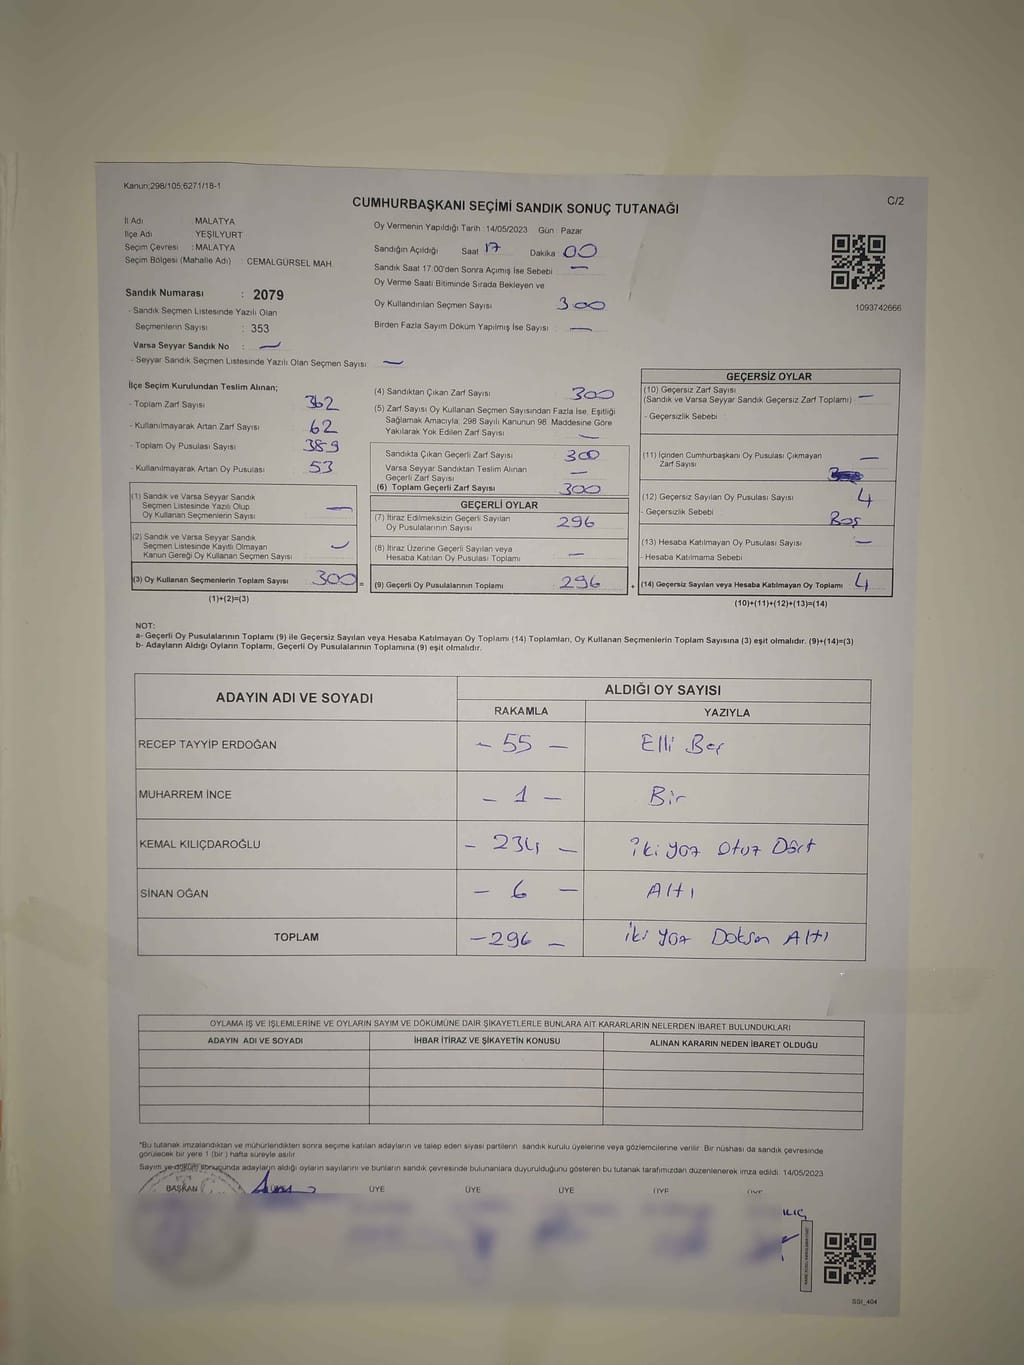 Kanun:298/105;6271/18-1
C/2
CUMHURBAŞKANI SEÇİMİ SANDIK SONUÇ TUTANAĞI
İl Adı : MALATYA
İlçe Adı : YEŞİLYURT
Seçim Çevresi : MALATYA
Seçim Bölgesi (Mahalle Adı) : CEMALGÜRSEL MAH.
Oy Vermenin Yapıldığı Tarih : 14/05/2023 Gün : Pazar
Sandığın Açıldığı Saat 17 Dakika 00
Sandık Saat 17:00'den Sonra Açımış İse Sebebi —
Oy Verme Saati Bitiminde Sırada Bekleyen ve
Oy Kullandırılan Seçmen Sayısı 300
Birden Fazla Sayım Döküm Yapılmış İse Sayısı : —
1093742666
Sandık Numarası : 2079
- Sandık Seçmen Listesinde Yazılı Olan
Seçmenlerin Sayısı : 353
Varsa Seyyar Sandık No : —
- Seyyar Sandık Seçmen Listesinde Yazılı Olan Seçmen Sayısı : —
İlçe Seçim Kurulundan Teslim Alınan;
- Toplam Zarf Sayısı 362
- Kullanılmayarak Artan Zarf Sayısı 62
- Toplam Oy Pusulası Sayısı 389
- Kullanılmayarak Artan Oy Pusulası 53
(1) Sandık ve Varsa Seyyar Sandık
Seçmen Listesinde Yazılı Olup
Oy Kullanan Seçmenlerin Sayısı —
(2) Sandık ve Varsa Seyyar Sandık
Seçmen Listesinde Kayıtlı Olmayan
Kanun Gereği Oy Kullanan Seçmen Sayısı —
(3) Oy Kullanan Seçmenlerin Toplam Sayısı 300 =
(1)+(2)=(3)
(4) Sandıktan Çıkan Zarf Sayısı 300
(5) Zarf Sayısı Oy Kullanan Seçmen Sayısından Fazla İse, Eşitliği
Sağlamak Amacıyla, 298 Sayılı Kanunun 98. Maddesine Göre
Yakılarak Yok Edilen Zarf Sayısı —
Sandıkta Çıkan Geçerli Zarf Sayısı 300
Varsa Seyyar Sandıktan Teslim Alınan
Geçerli Zarf Sayısı —
(6) Toplam Geçerli Zarf Sayısı 300
GEÇERLİ OYLAR
(7) İtiraz Edilmeksizin Geçerli Sayılan
Oy Pusulalarının Sayısı 296
(8) İtiraz Üzerine Geçerli Sayılan veya
Hesaba Katılan Oy Pusulası Toplamı —
(9) Geçerli Oy Pusulalarının Toplamı 296 +
GEÇERSİZ OYLAR
(10) Geçersiz Zarf Sayısı
(Sandık ve Varsa Seyyar Sandık Geçersiz Zarf Toplamı) : —
- Geçersizlik Sebebi :
(11) İçinden Cumhurbaşkanı Oy Pusulası Çıkmayan
Zarf Sayısı —
(12) Geçersiz Sayılan Oy Pusulası Sayısı 4
- Geçersizlik Sebebi Boş
(13) Hesaba Katılmayan Oy Pusulası Sayısı —
- Hesaba Katılmama Sebebi
(14) Geçersiz Sayılan veya Hesaba Katılmayan Oy Toplamı 4
(10)+(11)+(12)+(13)=(14)
NOT:
a- Geçerli Oy Pusulalarının Toplamı (9) ile Geçersiz Sayılan veya Hesaba Katılmayan Oy Toplamı (14) Toplamları, Oy Kullanan Seçmenlerin Toplam Sayısına (3) eşit olmalıdır. (9)+(14)=(3)
b- Adayların Aldığı Oyların Toplamı, Geçerli Oy Pusulalarının Toplamına (9) eşit olmalıdır.
ADAYIN ADI VE SOYADI
ALDIĞI OY SAYISI
RAKAMLA YAZIYLA
RECEP TAYYİP ERDOĞAN — 55 — Elli Beş
MUHARREM İNCE — 1 — Bir
KEMAL KILIÇDAROĞLU — 234 — iki yüz Otuz Dört
SİNAN OĞAN — 6 — Altı
TOPLAM — 296 — iki yüz Doksan Altı
OYLAMA İŞ VE İŞLEMLERİNE VE OYLARIN SAYIM VE DÖKÜMÜNE DAİR ŞİKAYETLERLE BUNLARA AİT KARARLARIN NELERDEN İBARET BULUNDUKLARI
ADAYIN ADI VE SOYADI İHBAR İTİRAZ VE ŞİKAYETİN KONUSU ALINAN KARARIN NEDEN İBARET OLDUĞU
*Bu tutanak imzalandıktan ve mühürlendikten sonra seçime katılan adayların ve talep eden siyasi partilerin sandık kurulu üyelerine veya gözlemcilerine verilir. Bir nüshası da sandık çevresinde
görülecek bir yere 1 (bir) hafta süreyle asılır.
Sayım ve döküm sonucunda adayların aldığı oyların sayılarını ve bunların sandık çevresinde bulunanlara duyurulduğunu gösteren bu tutanak tarafımızdan düzenlenerek imza edildi. 14/05/2023
BAŞKAN ÜYE ÜYE ÜYE ÜYE ÜYE
SGI_404